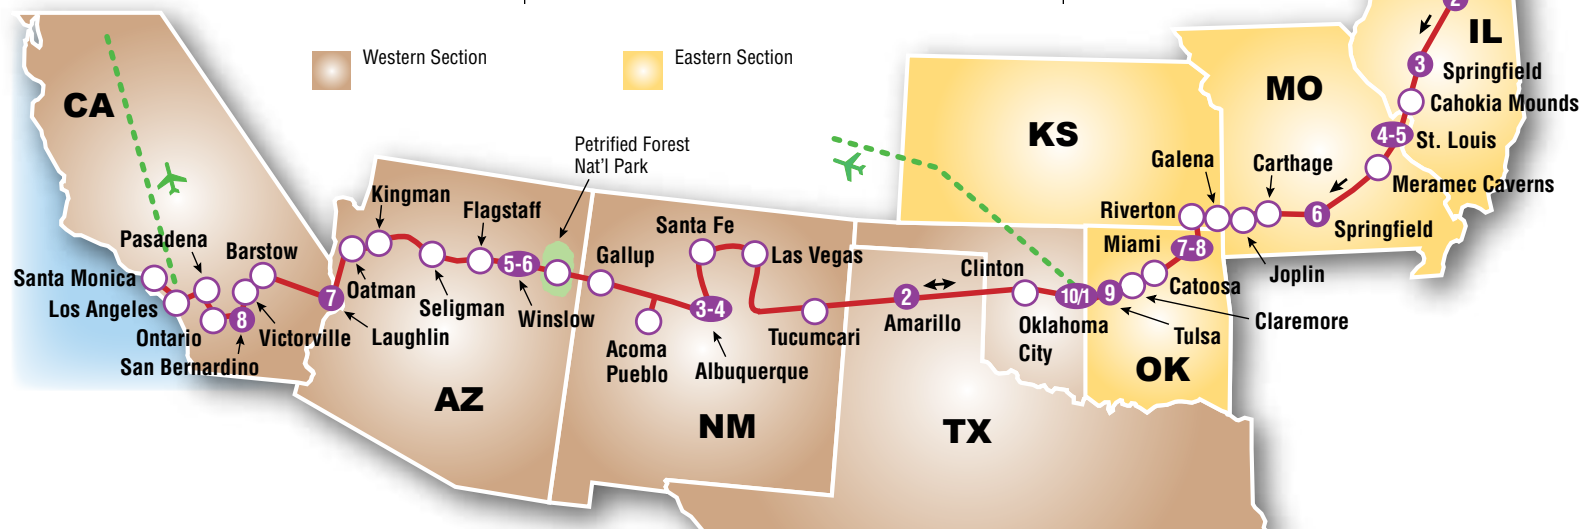 2
IL
Western Section
Eastern Section
3
Springfield
MO
CA
Cahokia Mounds
KS
4-5
St. Louis
Petrified Forest
Nat'l Park
Galena
Carthage
Meramec Caverns
Kingman
Flagstaff
Riverton
6
Springfield
Santa Fe
Pasadena
Barstow
Gallup
Las Vegas
Miami
7-8
Joplin
Santa Monica
Los Angeles
7
Oatman
5-6
Clinton
Catoosa
2
10/1
9
Seligman
Winslow
3-4
Ontario
8
Victorville
Laughlin
Tucumcari
Amarillo
Oklahoma
City
Tulsa
Claremore
San Bernardino
Acoma
Pueblo
Albuquerque
OK
AZ
NM
TX